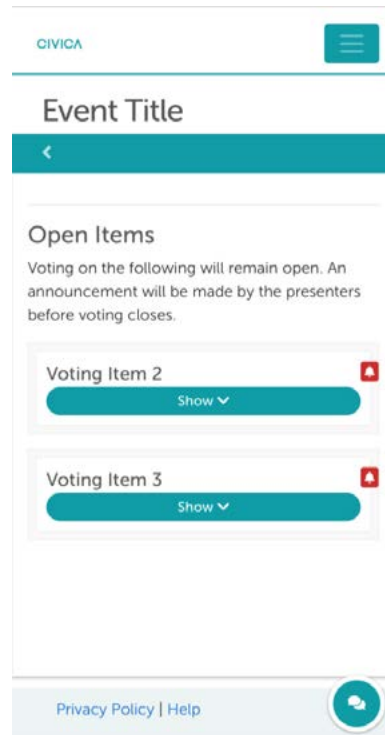 CIVICA
Event Title
Open Items
Voting on the following will remain open. An
announcement will be made by the presenters
before voting closes.
Voting Item 2
Show
Voting Item 3
Show
Privacy Policy | Help